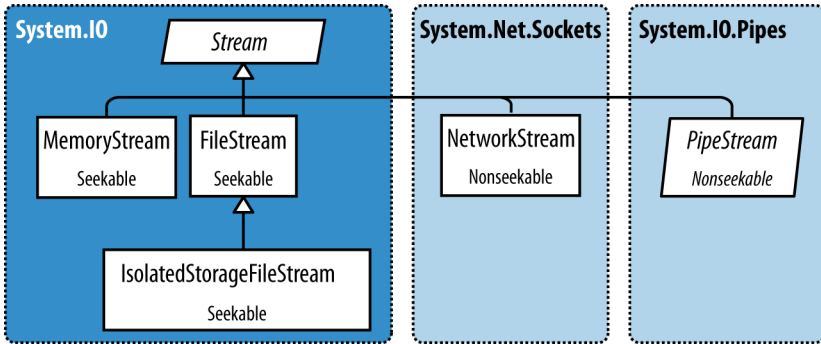 System.IO
Stream
MemoryStream
Seekable
FileStream
Seekable
IsolatedStorageFileStream
Seekable
System.Net.Sockets
NetworkStream
Nonseekable
System.IO.Pipes
PipeStream
Nonseekable